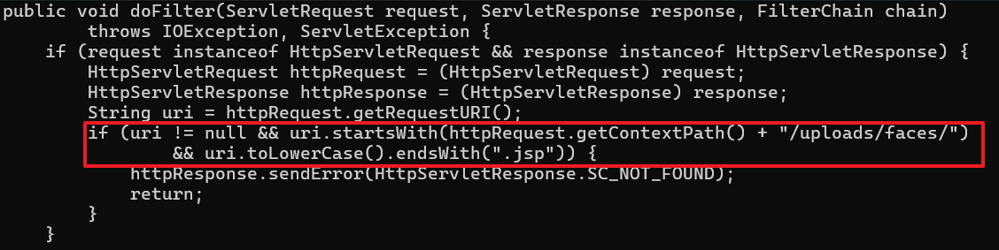 public void doFilter(ServletRequest request, ServletResponse response, FilterChain chain)
        throws IOException, ServletException {
    if (request instanceof HttpServletRequest && response instanceof HttpServletResponse) {
        HttpServletRequest httpRequest = (HttpServletRequest) request;
        HttpServletResponse httpResponse = (HttpServletResponse) response;
        String uri = httpRequest.getRequestURI();
        if (uri != null && uri.startsWith(httpRequest.getContextPath() + "/uploads/faces/")
                && uri.toLowerCase().endsWith(".jsp")) {
            httpResponse.sendError(HttpServletResponse.SC_NOT_FOUND);
            return;
        }
    }